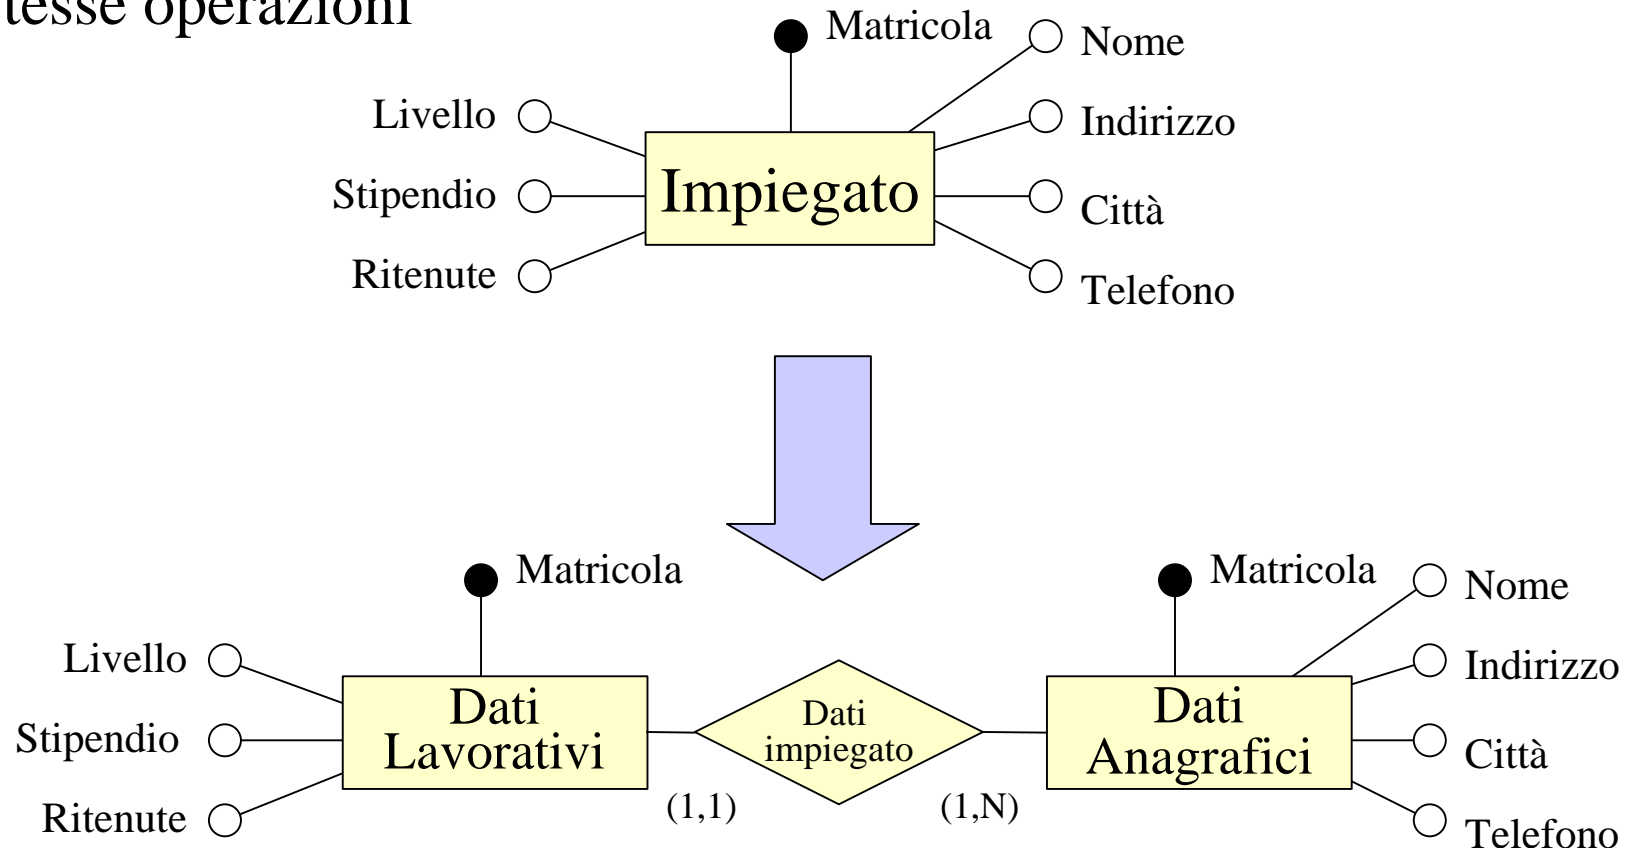 tesse operazioni
Matricola
Nome
Livello
Indirizzo
Stipendio
Impiegato
Città
Ritenute
Telefono
Matricola
Matricola
Nome
Livello
Indirizzo
Stipendio
Dati
Lavorativi
Dati
impiegato
Dati
Anagrafici
Città
Ritenute
(1,1)
(1,N)
Telefono